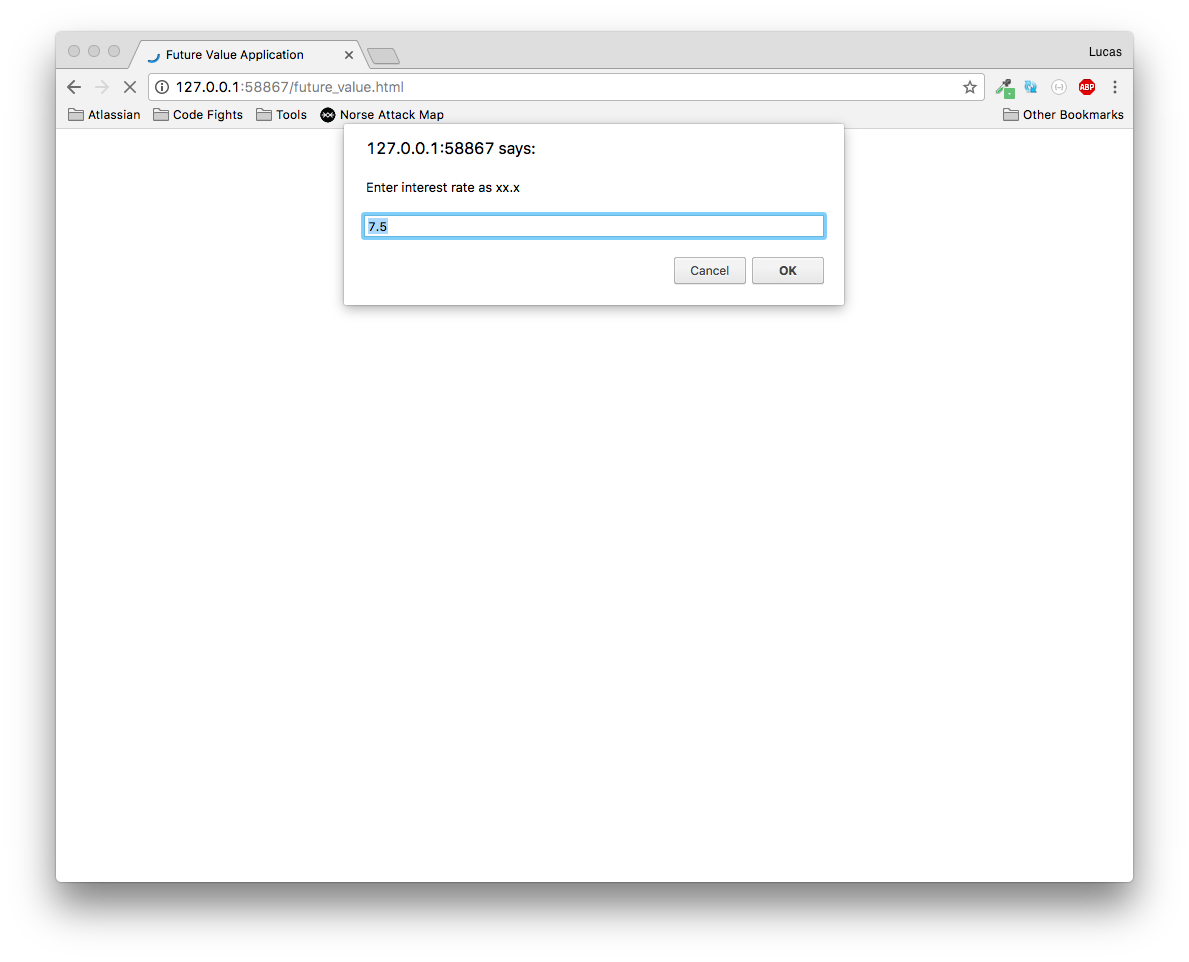 Future Value Application
Lucas
127.0.0.1:58867/future_value.html
ABP
Atlassian
Code Fights
Tools
Norse Attack Map
Other Bookmarks
127.0.0.1:58867 says:
Enter interest rate as xx.x
7.5
Cancel
OK